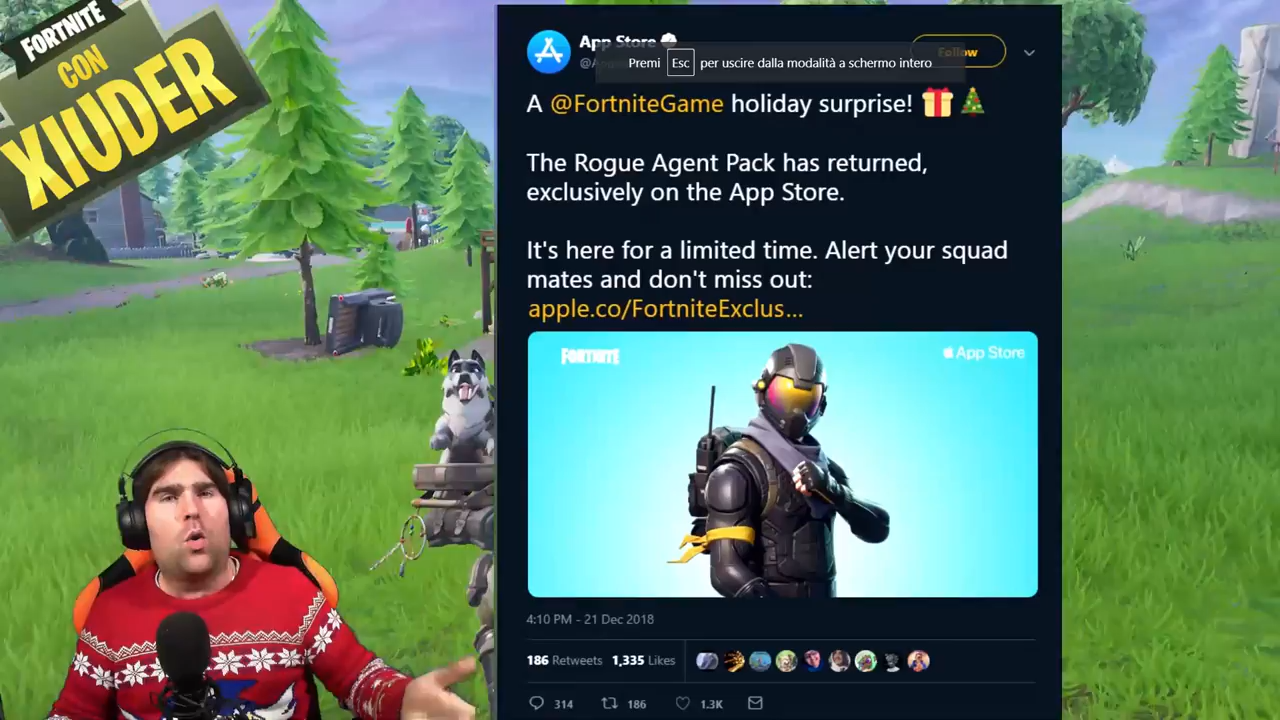 FORTNITE
CON
XIUDER
App Store
Follow
Premi Esc per uscire dalla modalità a schermo intero
A @FortniteGame holiday surprise! 🎁🎄
The Rogue Agent Pack has returned,
exclusively on the App Store.
It's here for a limited time. Alert your squad
mates and don't miss out:
apple.co/FortniteExclus...
FORTNITE
App Store
4:10 PM - 21 Dec 2018
186 Retweets 1,335 Likes
314 186 1.3K